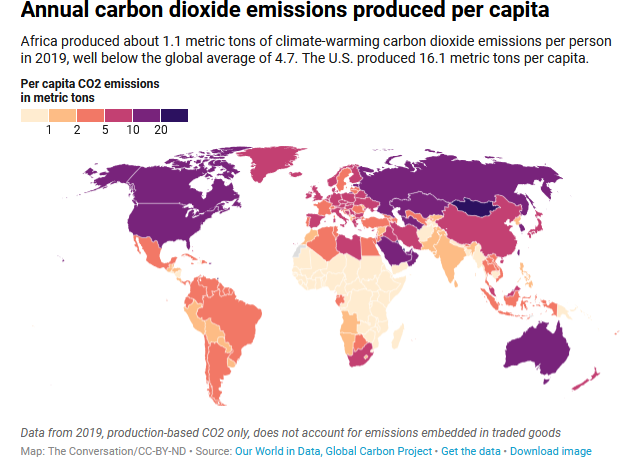 Annual carbon dioxide emissions produced per capita
Africa produced about 1.1 metric tons of climate-warming carbon dioxide emissions per person
in 2019, well below the global average of 4.7. The U.S. produced 16.1 metric tons per capita.
Per capita CO2 emissions
in metric tons
1 2 5 10 20
Data from 2019, production-based CO2 only, does not account for emissions embedded in traded goods
Map: The Conversation/CC-BY-ND • Source: Our World in Data, Global Carbon Project • Get the data • Download image